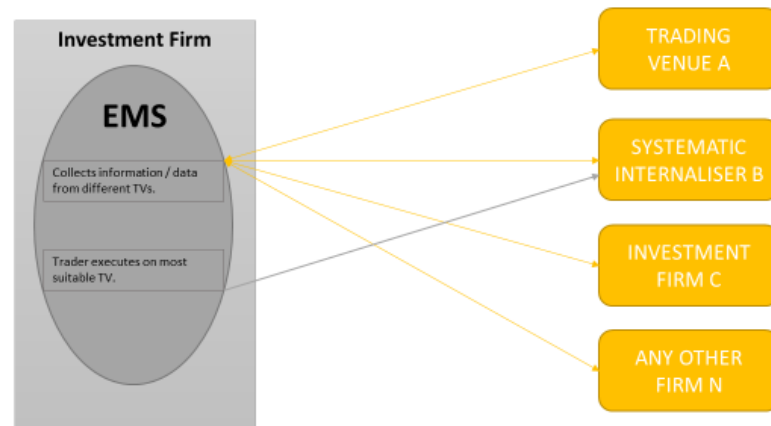 Investment Firm
EMS
Collects information / data
from different TVs.
Trader executes on most
suitable TV.
TRADING
VENUE A
SYSTEMATIC
INTERNALISER B
INVESTMENT
FIRM C
ANY OTHER
FIRM N